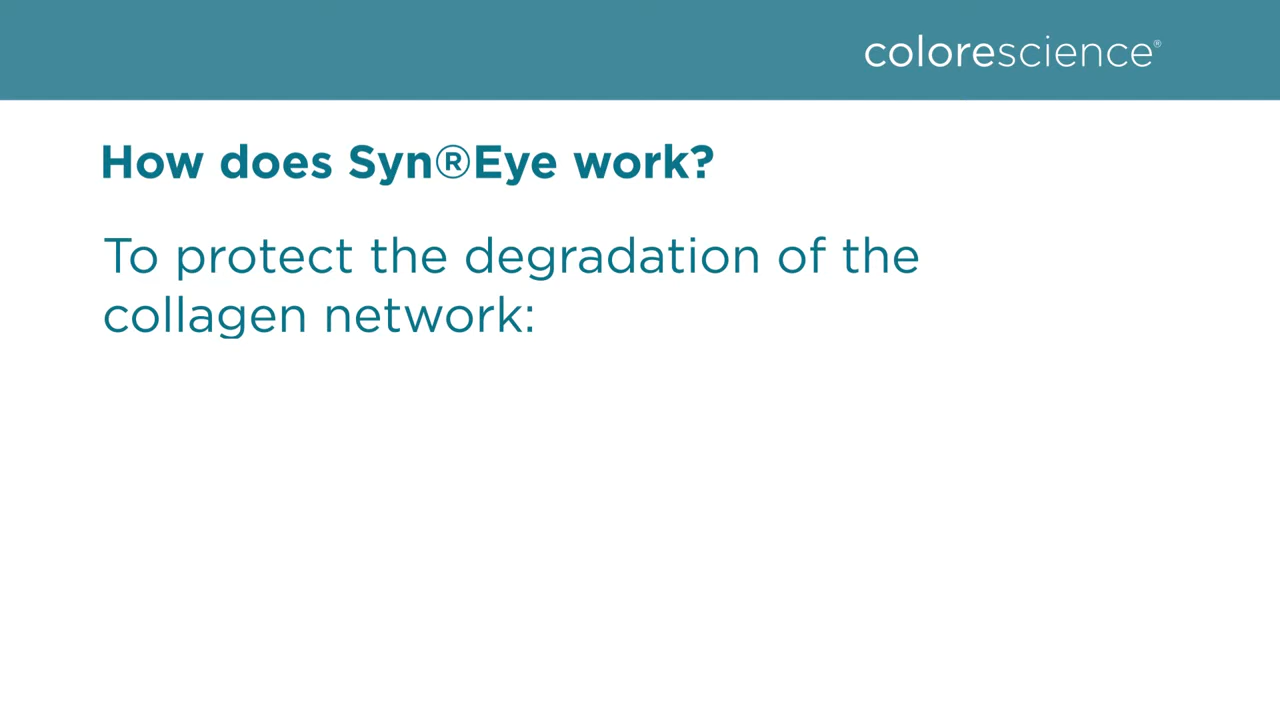 colorescience®
How does Syn®Eye work?
To protect the degradation of the
collagen network: